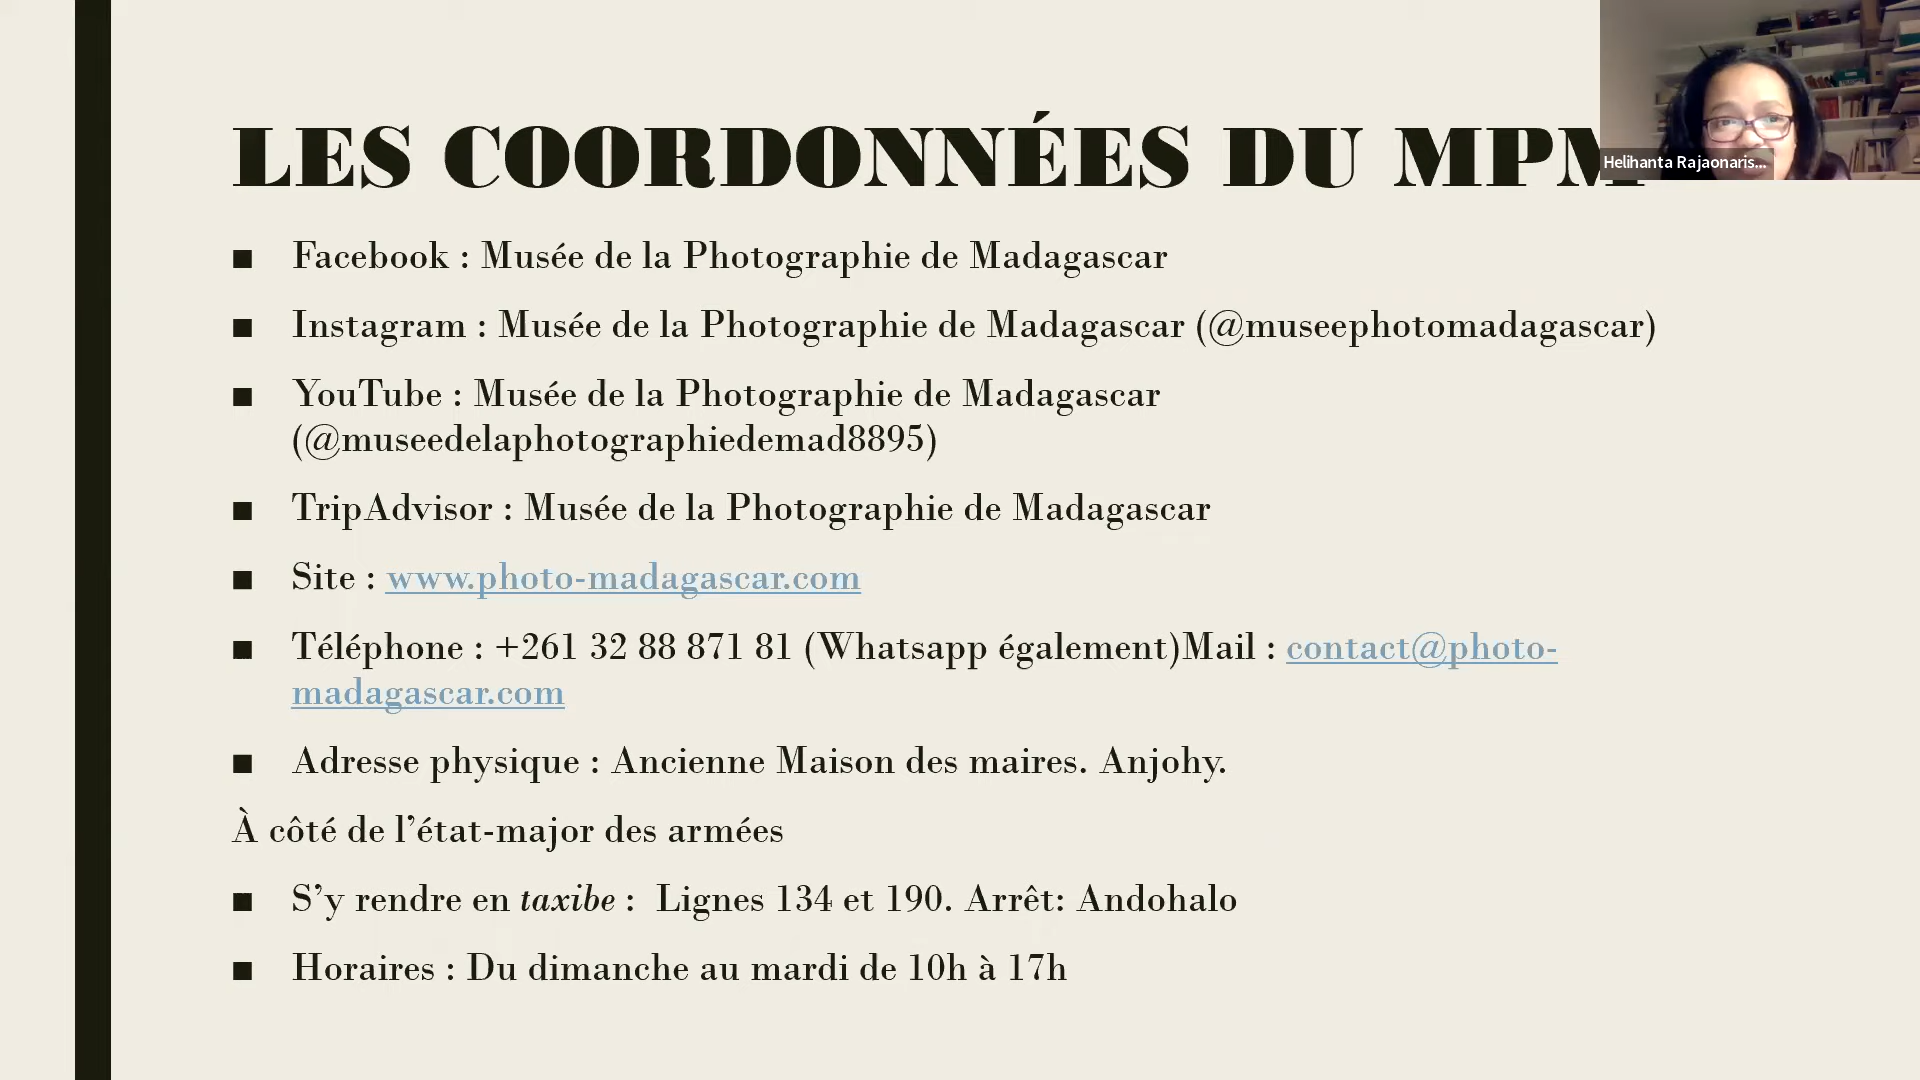 LES COORDONNÉES DU MPM
Helihanta Rajaonaris...
■ Facebook : Musée de la Photographie de Madagascar
■ Instagram : Musée de la Photographie de Madagascar (@museephotomadagascar)
■ YouTube : Musée de la Photographie de Madagascar
(@museedelaphotographiedemad8895)
■ TripAdvisor : Musée de la Photographie de Madagascar
■ Site : www.photo-madagascar.com
■ Téléphone : +261 32 88 871 81 (Whatsapp également)Mail : contact@photo-
madagascar.com
■ Adresse physique : Ancienne Maison des maires. Anjohy.
À côté de l’état-major des armées
■ S’y rendre en taxibe :  Lignes 134 et 190. Arrêt: Andohalo
■ Horaires : Du dimanche au mardi de 10h à 17h